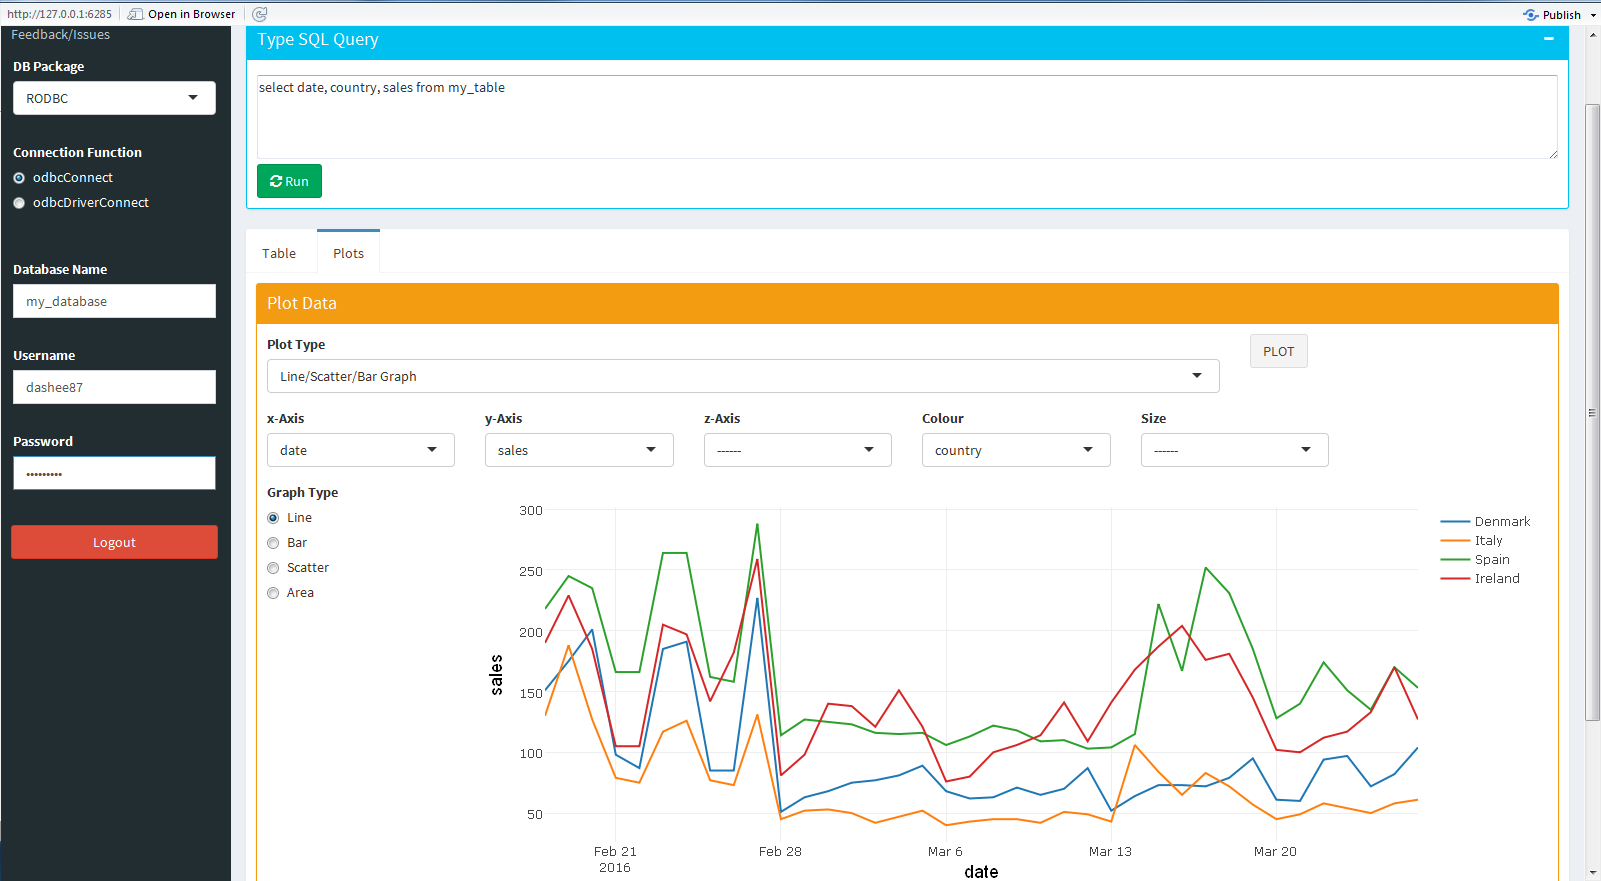 http://127.0.0.1:6285 Open in Browser Publish
Feedback/Issues
DB Package
RODBC
Connection Function
odbcConnect
odbcDriverConnect
Database Name
my_database
Username
dashee87
Password
•••••••••
Logout
Type SQL Query
select date, country, sales from my_table
Run
Table Plots
Plot Data
Plot Type
Line/Scatter/Bar Graph
PLOT
x-Axis y-Axis z-Axis Colour Size
date sales ------ country ------
Graph Type
Line
Bar
Scatter
Area
300
250
200
150
100
50
sales
Feb 21
2016
Feb 28
Mar 6
Mar 13
Mar 20
date
Denmark
Italy
Spain
Ireland